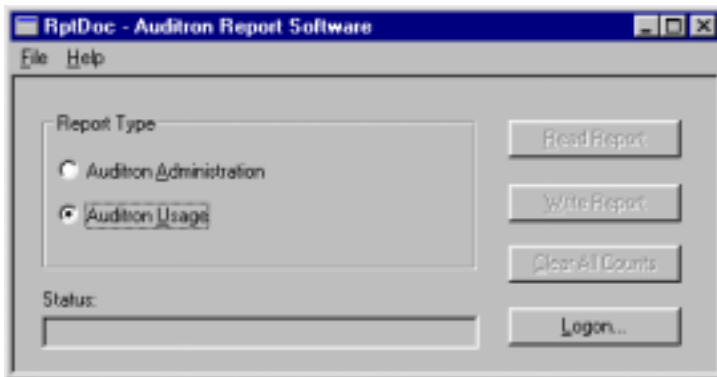 RptDoc - Auditron Report Software
File Help
Report Type
Auditron Administration
Auditron Usage
Read Report
Write Report
Clear All Counts
Status:
Logon...